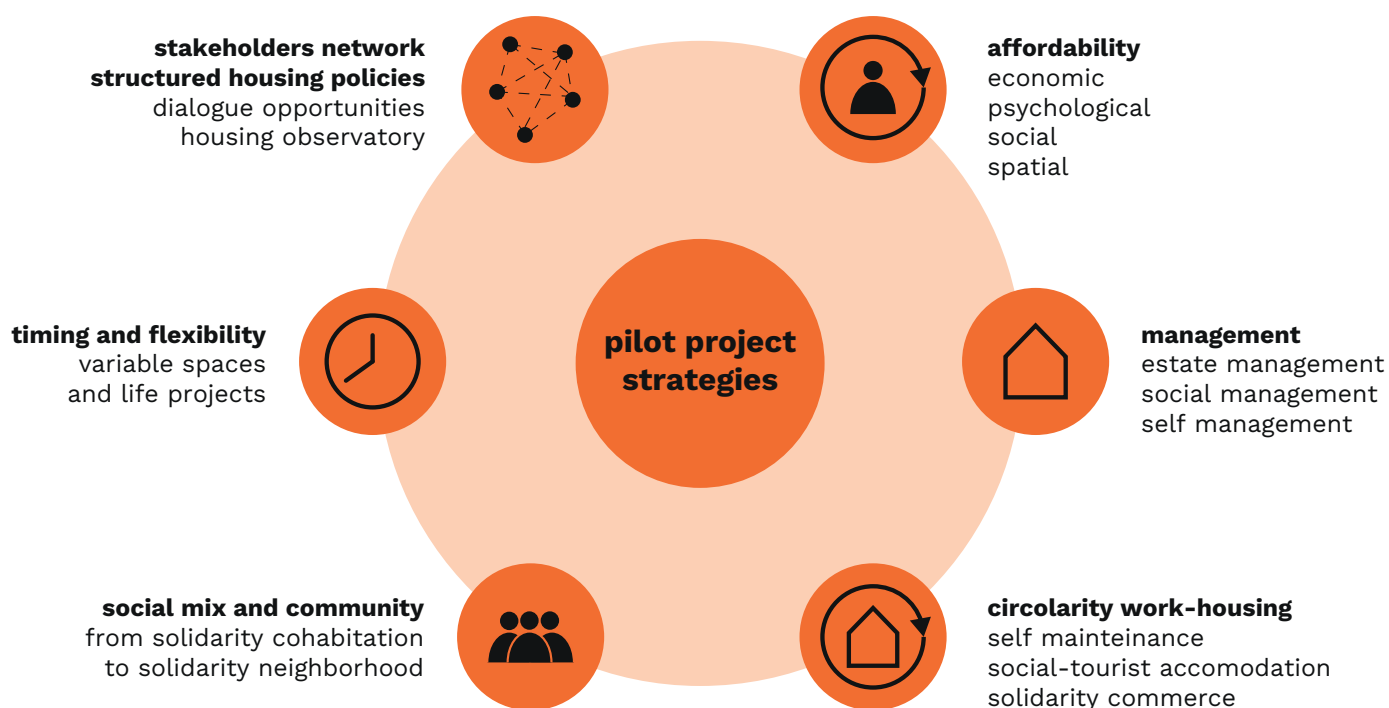 stakeholders network
structured housing policies
dialogue opportunities
housing observatory
affordability
economic
psychological
social
spatial
timing and flexibility
variable spaces
and life projects
pilot project
strategies
management
estate management
social management
self management
social mix and community
from solidarity cohabitation
to solidarity neighborhood
circolarity work-housing
self mainteinance
social-tourist accomodation
solidarity commerce